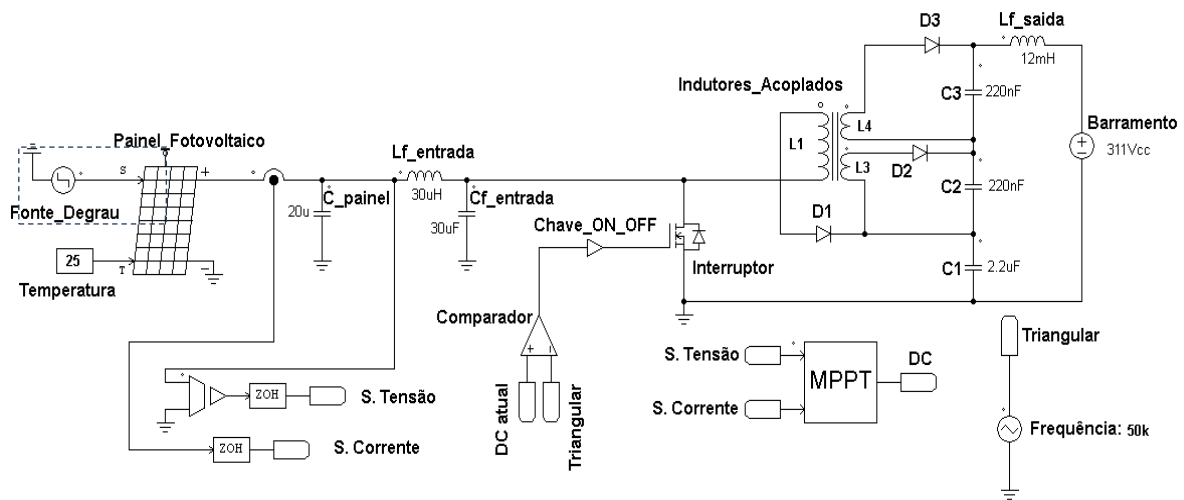 D3
Lf_saida
12mH
Indutores_Acoplados
C3
220nF
Barramento
311Vcc
L1
L4
L3
D2
C2
220nF
Painel_Fotovoltaico
S
+
Fonte_Degrau
Lf_entrada
30uH
C_painel
20u
Cf_entrada
30uF
Chave_ON_OFF
D1
Interruptor
C1
2.2uF
25
T
Temperatura
Comparador
Triangular
S. Tensão
MPPT
DC
S. Corrente
ZOH
S. Tensão
ZOH
S. Corrente
DC atual
Triangular
Frequência: 50k